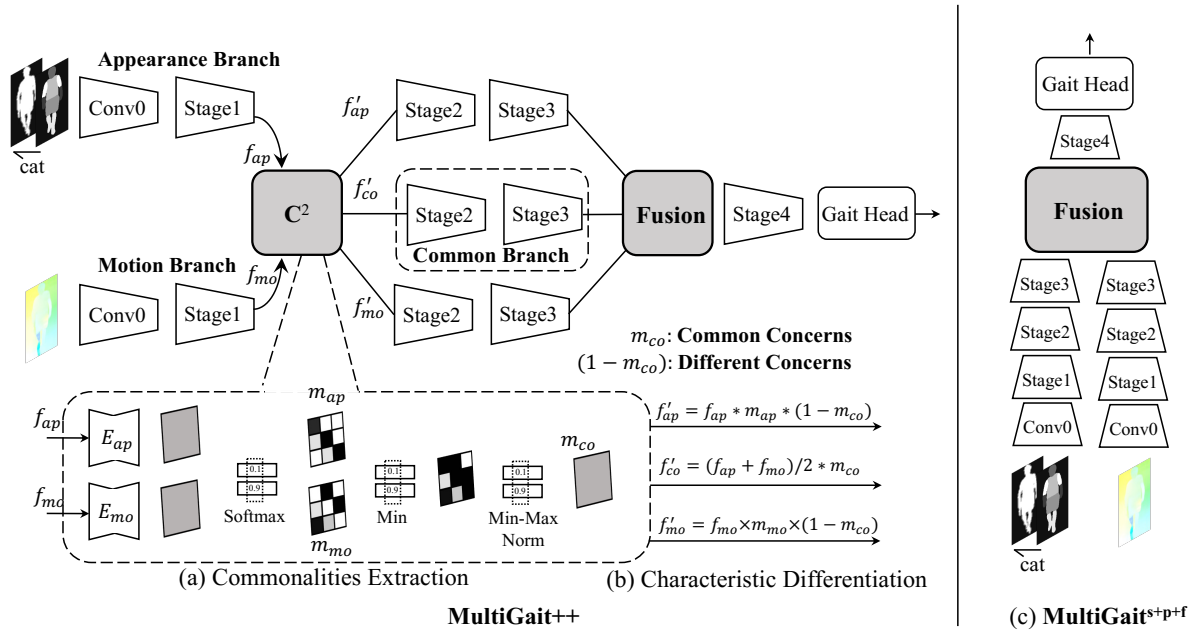 Appearance Branch
Conv0
Stage1
cat
f_ap
Motion Branch
Conv0
Stage1
f_mo
C²
f'_ap
Stage2
Stage3
f'_co
Stage2
Stage3
Common Branch
f'_mo
Stage2
Stage3
Fusion
Stage4
Gait Head
m_co: Common Concerns
(1 − m_co): Different Concerns
f_ap
E_ap
f_mo
E_mo
0.1
0.9
Softmax
m_ap
m_mo
0.1
0.9
Min
0.1
0.9
Min-Max
Norm
m_co
f'_ap = f_ap * m_ap * (1 − m_co)
f'_co = (f_ap + f_mo)/2 * m_co
f'_mo = f_mo×m_mo×(1 − m_co)
(a) Commonalities Extraction
(b) Characteristic Differentiation
MultiGait++
Gait Head
Stage4
Fusion
Stage3
Stage3
Stage2
Stage2
Stage1
Stage1
Conv0
Conv0
cat
(c) MultiGait^s+p+f